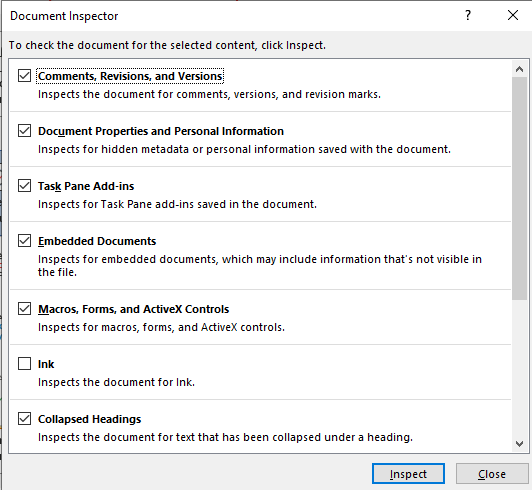 Document Inspector
?
To check the document for the selected content, click Inspect.
Comments, Revisions, and Versions
Inspects the document for comments, versions, and revision marks.
Document Properties and Personal Information
Inspects for hidden metadata or personal information saved with the document.
Task Pane Add-ins
Inspects for Task Pane add-ins saved in the document.
Embedded Documents
Inspects for embedded documents, which may include information that's not visible in
the file.
Macros, Forms, and ActiveX Controls
Inspects for macros, forms, and ActiveX controls.
Ink
Inspects the document for Ink.
Collapsed Headings
Inspects the document for text that has been collapsed under a heading.
Inspect
Close